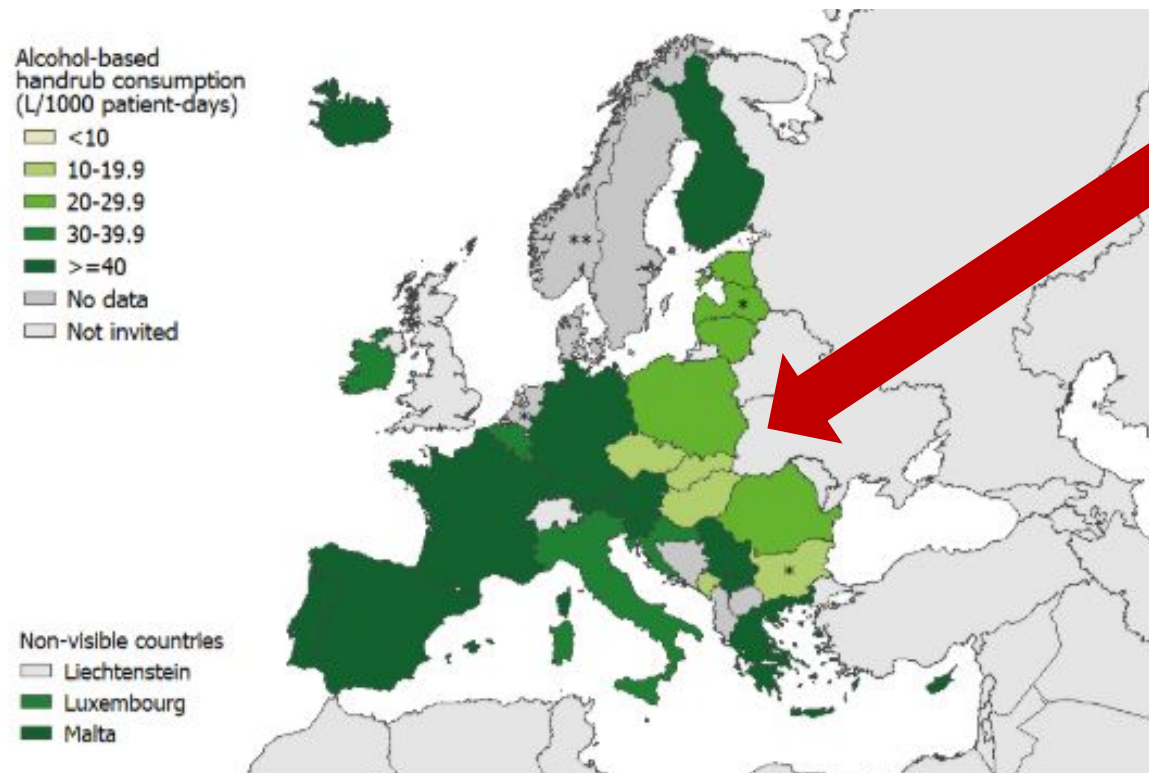 Alcohol-based
handrub consumption
(L/1000 patient-days)
<10
10-19.9
20-29.9
30-39.9
>=40
No data
Not invited
**
*
*
*
Non-visible countries
Liechtenstein
Luxembourg
Malta